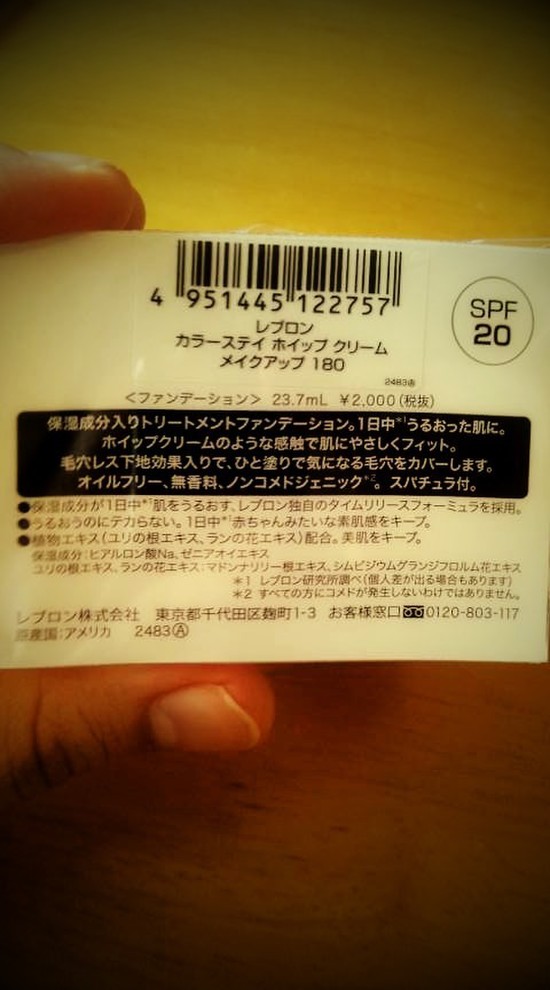 4 951445 122757
SPF
20
レブロン
カラーステイ ホイップ クリーム
メイクアップ 180
2483Ⓐ
＜ファンデーション＞ 23.7mL ￥2,000(税抜)
保湿成分入りトリートメントファンデーション。1日中*¹うるおった肌に。
ホイップクリームのような感触で肌にやさしくフィット。
毛穴レス下地効果入りで、ひと塗りで気になる毛穴をカバーします。
オイルフリー、無香料、ノンコメドジェニック*²。スパチュラ付。
●保湿成分が1日中*¹肌をうるおす、レブロン独自のタイムリリースフォーミュラを採用。
●うるおうのにテカらない。1日中*¹赤ちゃんみたいな素肌感をキープ。
●植物エキス(ユリの根エキス、ランの花エキス)配合。美肌をキープ。
保湿成分：ヒアルロン酸Na、ゼニアオイエキス
ユリの根エキス、ランの花エキス：マドンナリリー根エキス、シムビジウムグランジフロルム花エキス
＊1 レブロン研究所調べ(個人差が出る場合もあります)
＊2 すべての方にコメドが発生しないわけではありません。
レブロン株式会社 東京都千代田区麹町1-3 お客様窓口 0120-803-117
原産国：アメリカ 2483Ⓐ